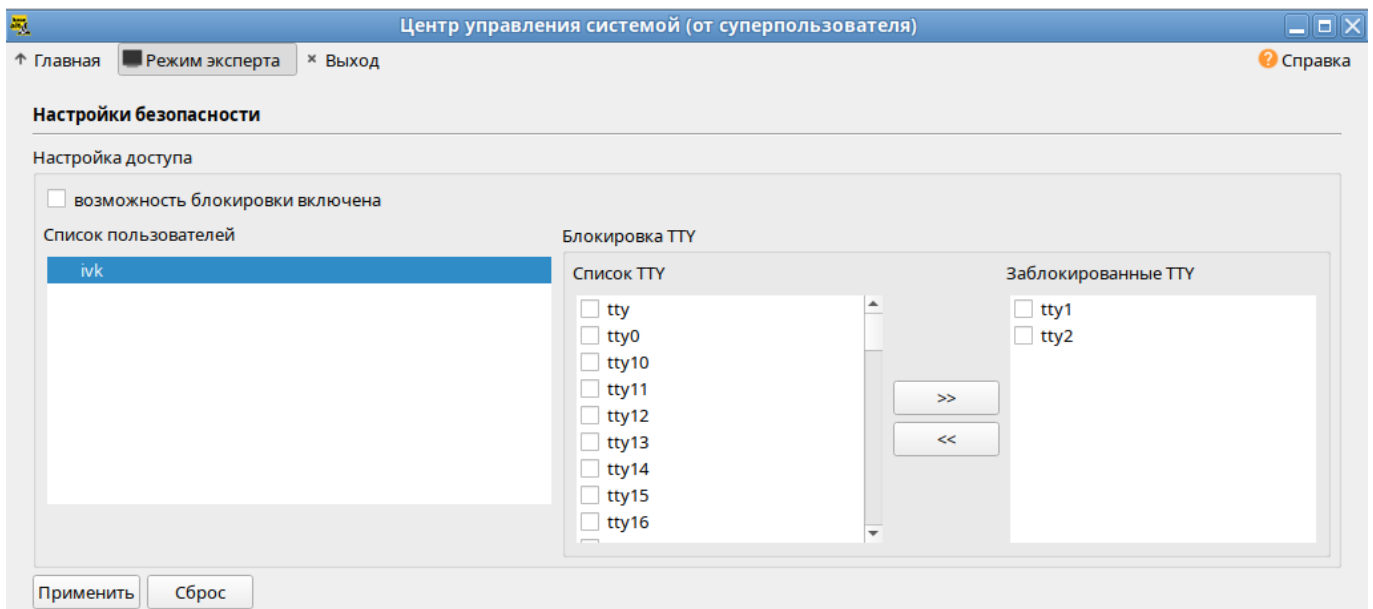 Центр управления системой (от суперпользователя)
Главная Режим эксперта Выход Справка
Настройки безопасности
Настройка доступа
возможность блокировки включена
Список пользователей
ivk
Блокировка TTY
Список TTY
tty
tty0
tty10
tty11
tty12
tty13
tty14
tty15
tty16
>>
<<
Заблокированные TTY
tty1
tty2
Применить Сброс